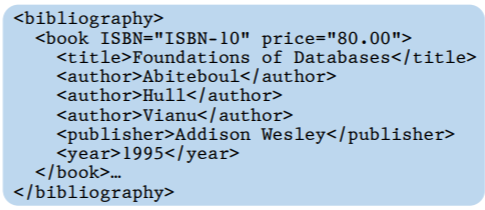 <bibliography>
<book ISBN="ISBN-10" price="80.00">
<title>Foundations of Databases</title>
<author>Abiteboul</author>
<author>Hull</author>
<author>Vianu</author>
<publisher>Addison Wesley</publisher>
<year>1995</year>
</book>…
</bibliography>